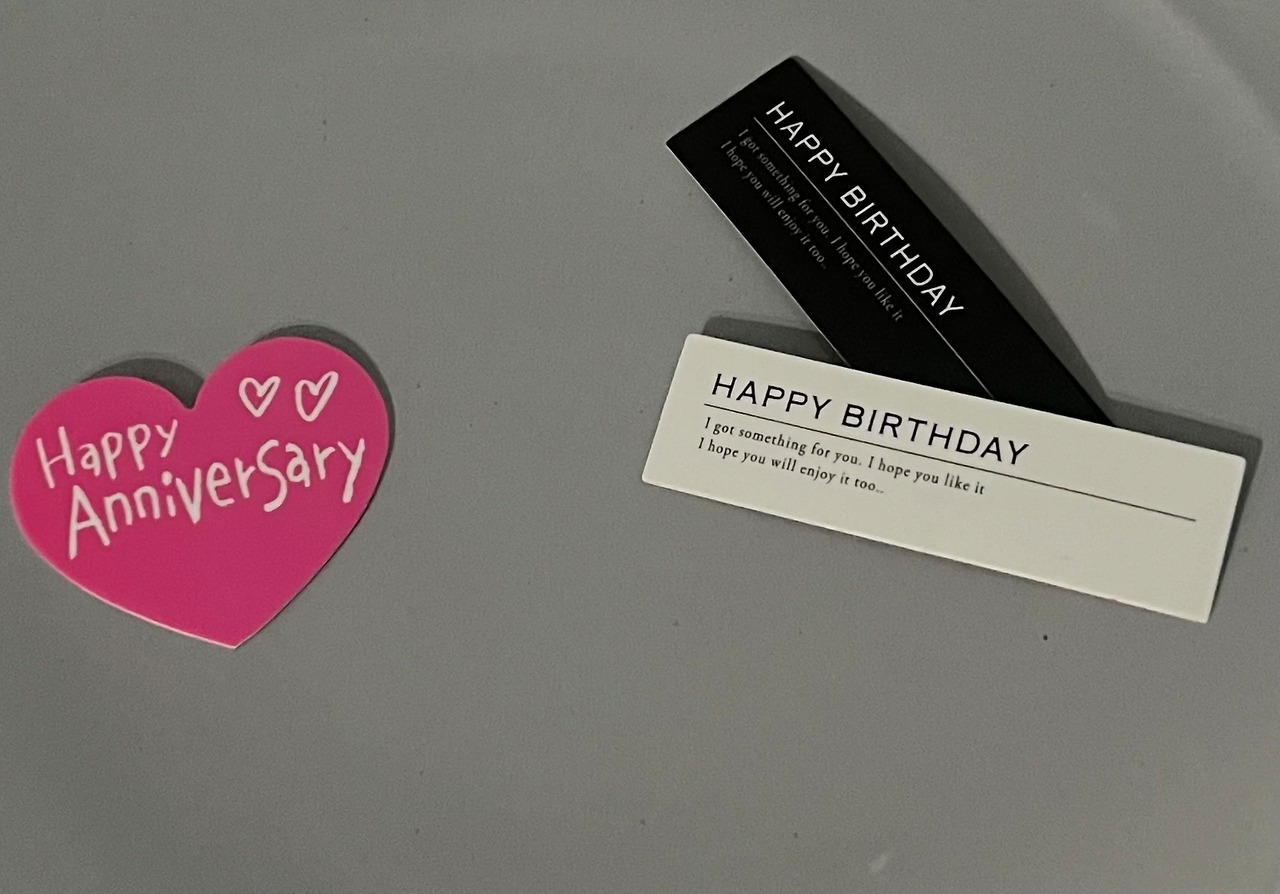 Happy
Anniversary
HAPPY BIRTHDAY
I got something for you. I hope you like it
I hope you will enjoy it too...
HAPPY BIRTHDAY
I got something for you. I hope you like it
I hope you will enjoy it too...